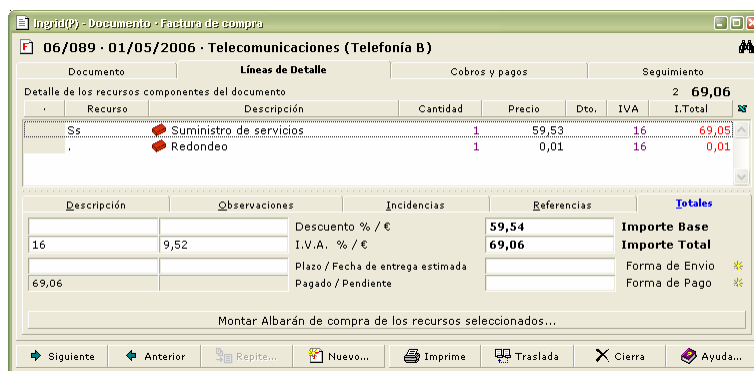 Ingrid(P) - Documento · Factura de compra
06/089 · 01/05/2006 · Telecomunicaciones (Telefonía B)
Documento Líneas de Detalle Cobros y pagos Seguimiento
Detalle de los recursos componentes del documento 2 69,06
· Recurso Descripción Cantidad Precio Dto. IVA I.Total
Ss Suministro de servicios 1 59,53 16 69,05
. Redondeo 1 0,01 16 0,01
Descripción Observaciones Incidencias Referencias Totales
Descuento % / € 59,54 Importe Base
16 9,52 I.V.A. % / € 69,06 Importe Total
Plazo / Fecha de entrega estimada Forma de Envio
69,06 Pagado / Pendiente Forma de Pago
Montar Albarán de compra de los recursos seleccionados...
Siguiente Anterior Repite... Nuevo... Imprime Traslada Cierra Ayuda...